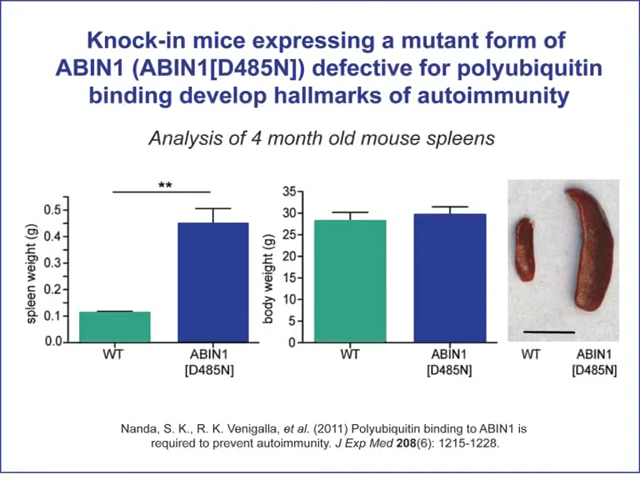 Knock-in mice expressing a mutant form of
ABIN1 (ABIN1[D485N]) defective for polyubiquitin
binding develop hallmarks of autoimmunity
Analysis of 4 month old mouse spleens
spleen weight (g)
0.5
0.4
0.3
0.2
0.1
0.0
**
WT
ABIN1
[D485N]
body weight (g)
35
30
25
20
15
10
5
0
WT
ABIN1
[D485N]
WT
ABIN1
[D485N]
Nanda, S. K., R. K. Venigalla, et al. (2011) Polyubiquitin binding to ABIN1 is
required to prevent autoimmunity. J Exp Med 208(6): 1215-1228.